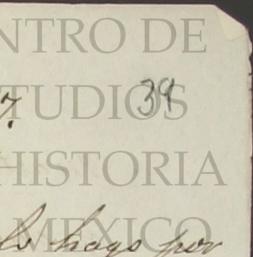 NTRO DE
TUDIOS
39
7.
HISTORIA
MEXICO
lo hago por